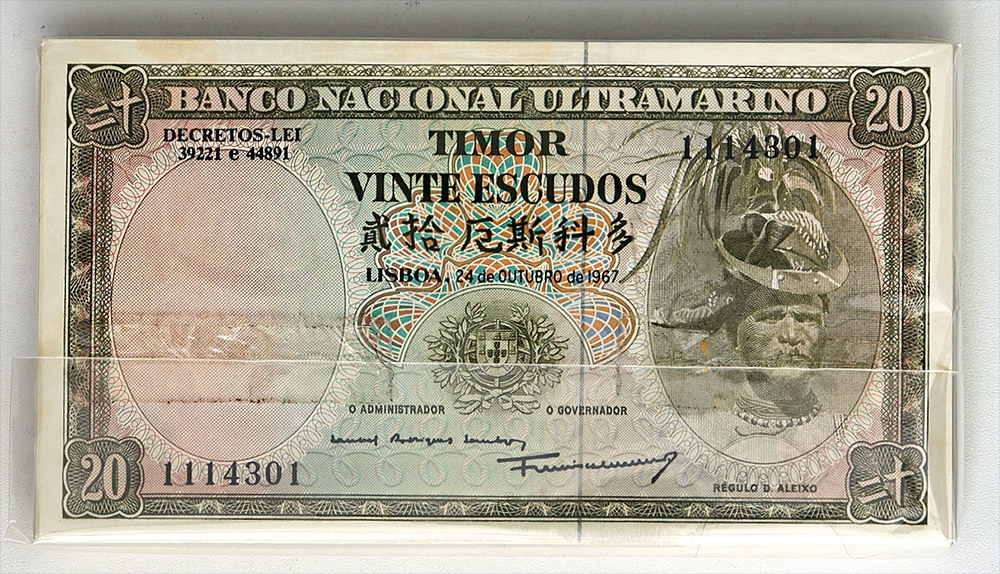 二十 BANCO NACIONAL ULTRAMARINO 20
DECRETOS-LEI
39221 e 44891
TIMOR
1114301
VINTE ESCUDOS
貳拾 厄斯科多
LISBOA, 24 de OUTUBRO de 1967
O ADMINISTRADOR O GOVERNADOR
20 1114301
RÉGULO D. ALEIXO
二十